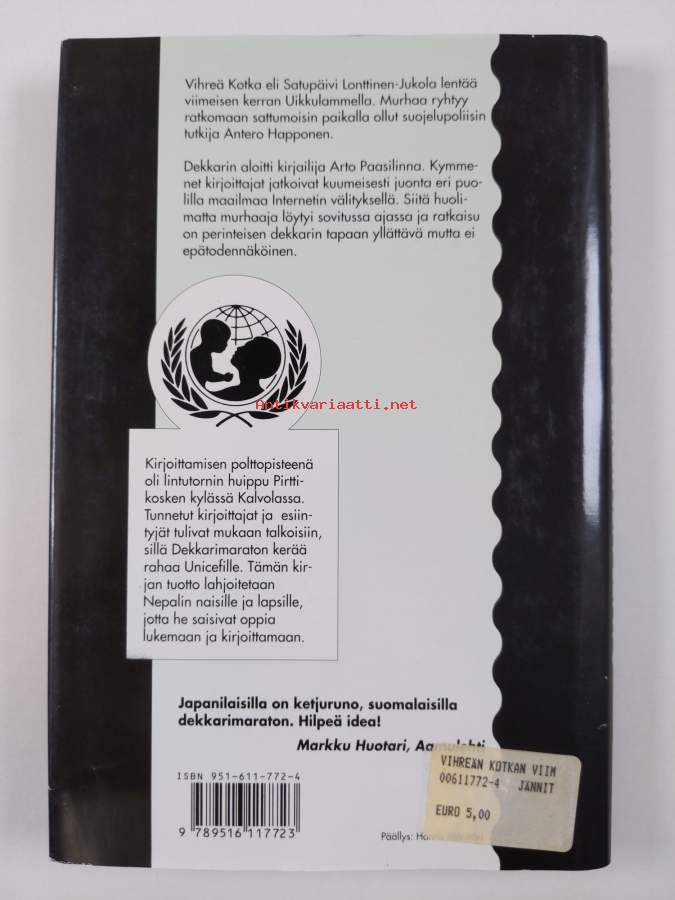 Vihreä Kotka eli Satupäivi Lonttinen-Jukola lentää
viimeisen kerran Uikkulammella. Murhaa ryhtyy
ratkomaan sattumoisin paikalla ollut suojelupoliisin
tutkija Antero Happonen.
Dekkarin aloitti kirjailija Arto Paasilinna. Kymme-
net kirjoittajat jatkoivat kuumeisesti juonta eri puo-
lilla maailmaa Internetin välityksellä. Siitä huoli-
matta murhaaja löytyi sovitussa ajassa ja ratkaisu
on perinteisen dekkarin tapaan yllättävä mutta ei
epätodennäköinen.
Antikvariaatti.net
Kirjoittamisen polttopisteenä
oli lintutornin huippu Pirtti-
kosken kylässä Kalvolassa.
Tunnetut kirjoittajat ja esiin-
tyjät tulivat mukaan talkoisiin,
sillä Dekkarimaraton kerää
rahaa Unicefille. Tämän kir-
jan tuotto lahjoitetaan
Nepalin naisille ja lapsille,
jotta he saisivat oppia
lukemaan ja kirjoittamaan.
Japanilaisilla on ketjuruno, suomalaisilla
dekkarimaraton. Hilpeä idea!
Markku Huotari, Aamulehti
ISBN 951-611-772-4
9 789516 117723
VIHREÄN KOTKAN VIIM
00611772-4 JÄNNIT
EURO 5,00
Päällys: